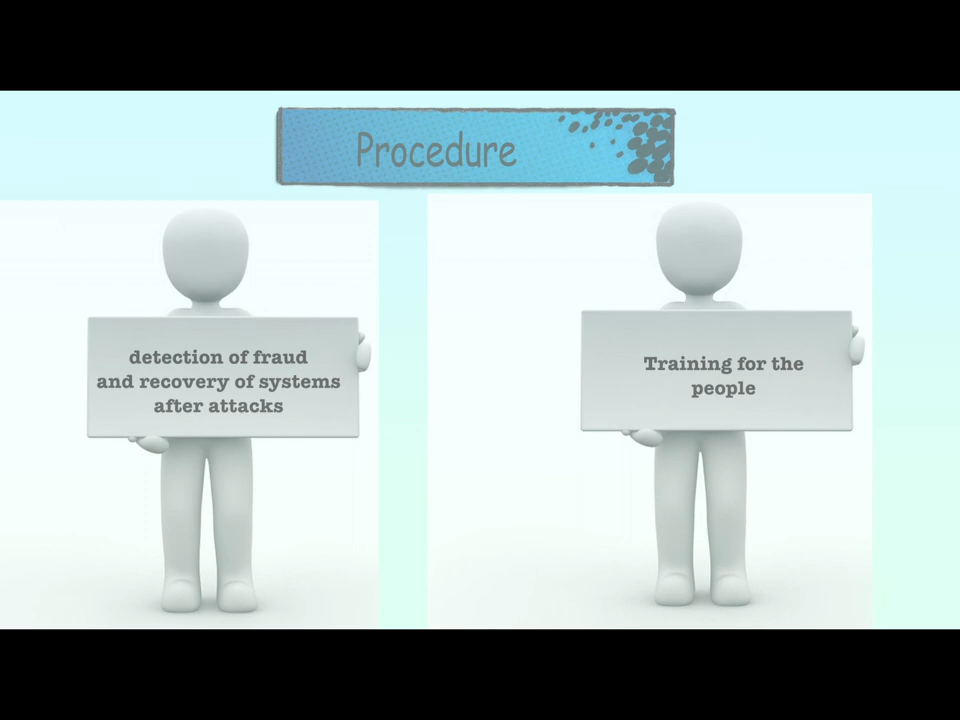 Procedure
detection of fraud
and recovery of systems
after attacks
Training for the
people